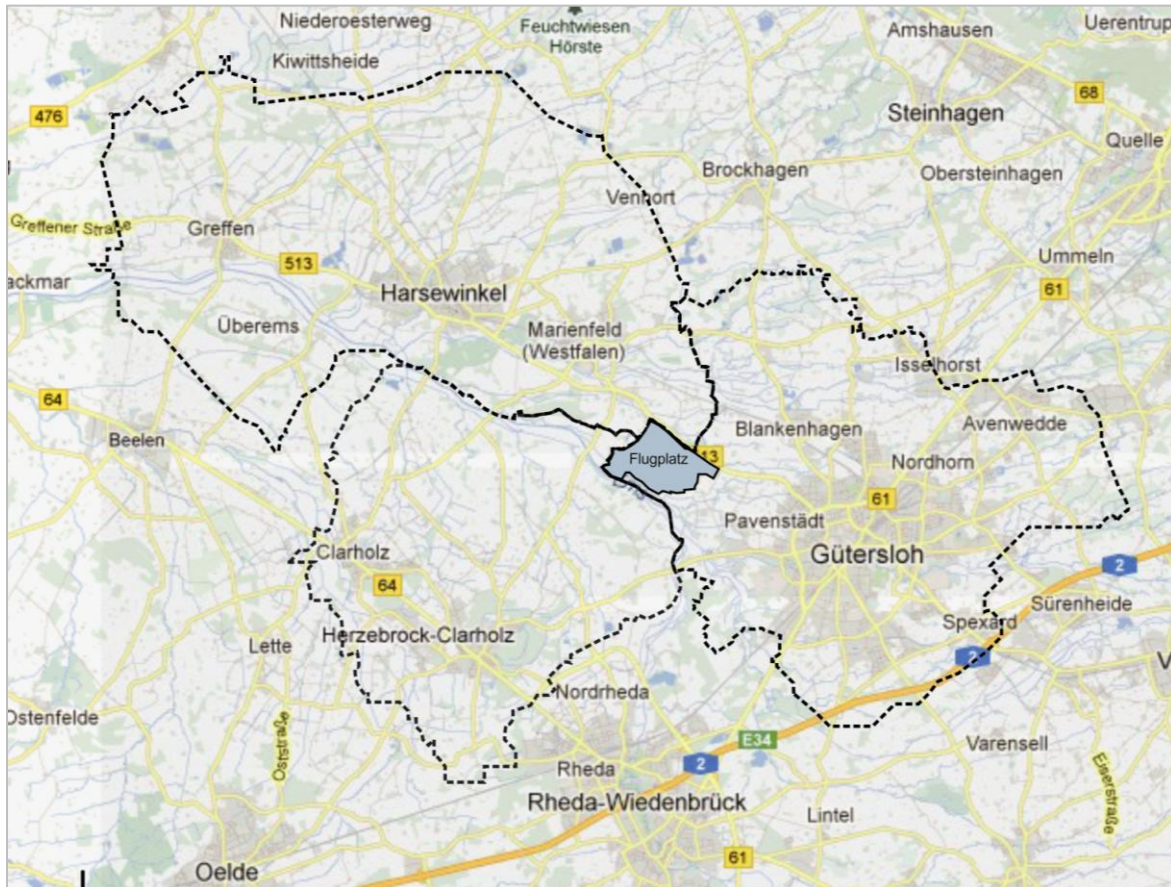 Niederoesterweg
Feuchtwiesen
Hörste
Amshausen
Uerentrup
Kiwittsheide
68
476
Steinhagen
Quelle
Brockhagen
Obersteinhagen
Venhort
Greffener Straße
Greffen
513
Ummeln
ackmar
61
Harsewinkel
Überems
Marienfeld
(Westfalen)
Isselhorst
64
Beelen
Blankenhagen
Avenwedde
Flugplatz
13
Nordhorn
61
Pavenstädt
Clarholz
Gütersloh
2
64
Sürenheide
Spexard
Herzebrock-Clarholz
Lette
2
V
Nordrheda
Ostenfelde
Oststraße
E34
Varensell
Rheda
2
Eiserstraße
Rheda-Wiedenbrück
Lintel
61
Oelde